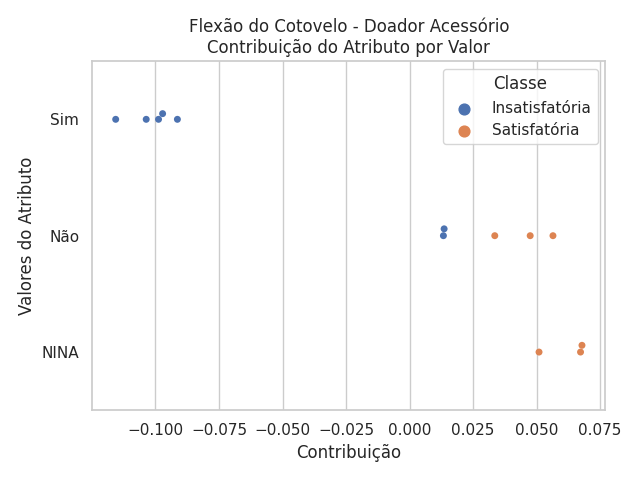 Flexão do Cotovelo - Doador Acessório
Contribuição do Atributo por Valor
Classe
Insatisfatória
Satisfatória
Valores do Atributo
Sim
Não
NINA
−0.100 −0.075 −0.050 −0.025 0.000 0.025 0.050 0.075
Contribuição